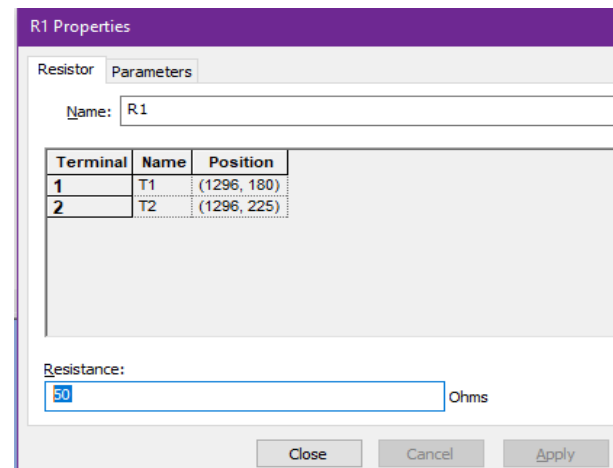 R1 Properties
Resistor Parameters
Name: R1
Terminal Name Position
1 T1 (1296, 180)
2 T2 (1296, 225)
Resistance:
50 Ohms
Close Cancel Apply